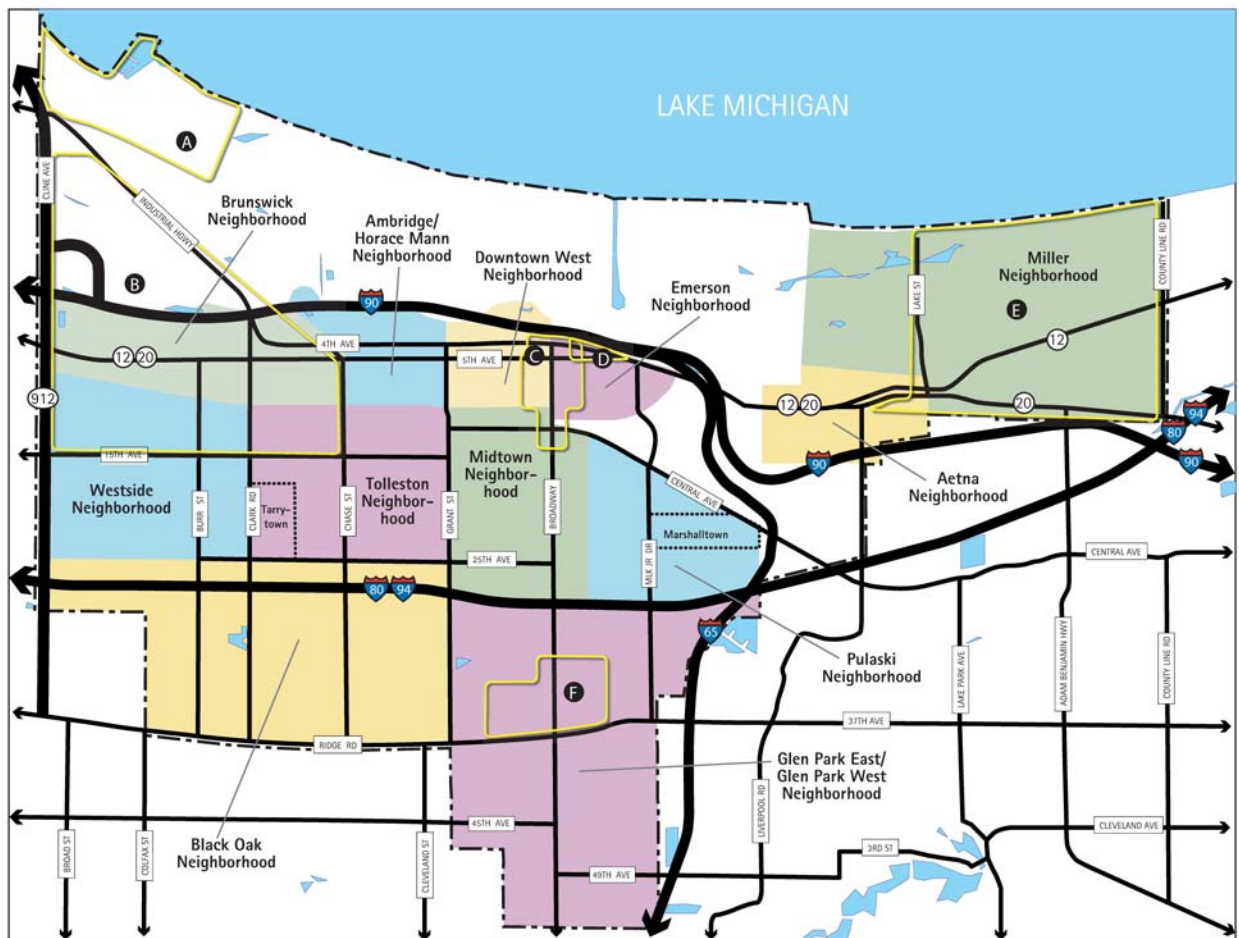 LAKE MICHIGAN
A
CLINE AVE
INDUSTRIAL HGWY
Brunswick
Neighborhood
B
Ambridge/
Horace Mann
Neighborhood
Downtown West
Neighborhood
Emerson
Neighborhood
Miller
Neighborhood
LAKE ST
COUNTY LINE RD
E
90
4TH AVE
5TH AVE
C
D
12
12 20
912
12 20
20
94
80
90
90
Aetna
Neighborhood
15TH AVE
Westside
Neighborhood
BURR ST
CLARK RD
Tarry-
town
Tolleston
Neighbor-
hood
CHASE ST
GRANT ST
Midtown
Neighbor-
hood
BROADWAY
CENTRAL AVE
Marshalltown
MLK JR DR
25TH AVE
CENTRAL AVE
80 94
65
Pulaski
Neighborhood
LAKE PARK AVE
ADAM BENJAMIN HWY
COUNTY LINE RD
F
37TH AVE
RIDGE RD
Glen Park East/
Glen Park West
Neighborhood
LIVERPOOL RD
45TH AVE
CLEVELAND AVE
Black Oak
Neighborhood
BROAD ST
COLFAX ST
CLEVELAND ST
3RD ST
49TH AVE